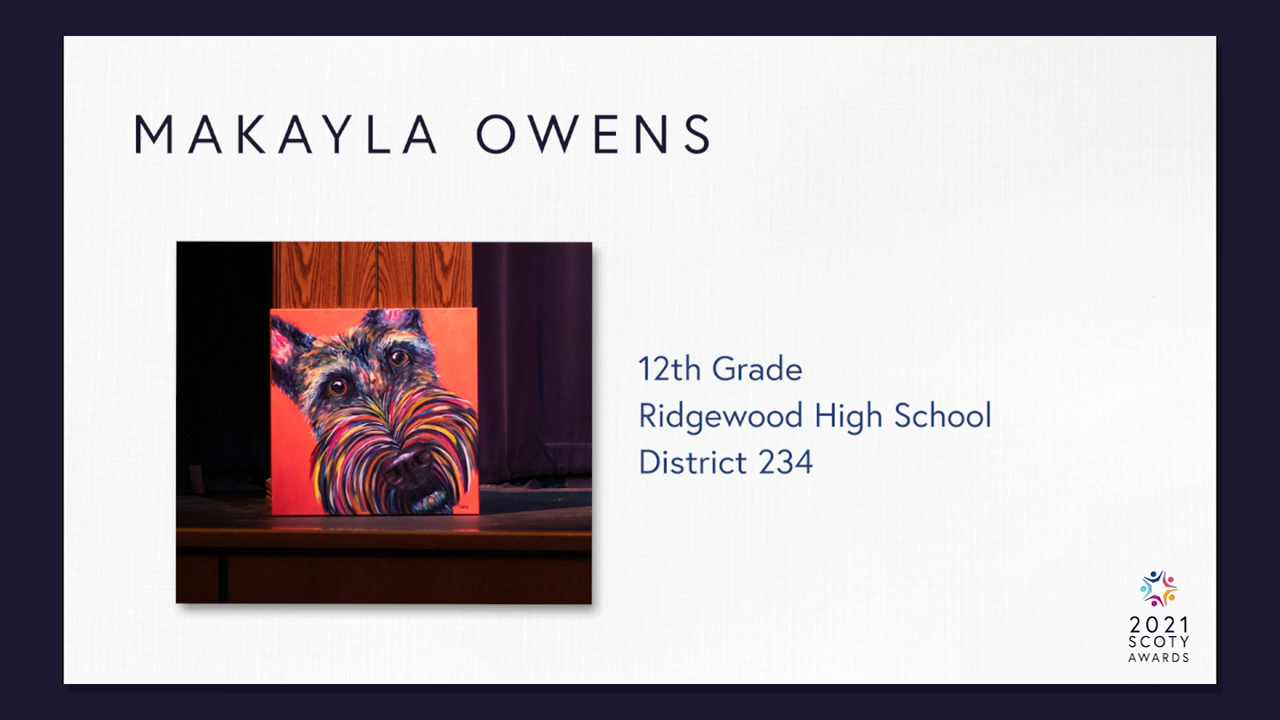 MAKAYLA OWENS
12th Grade
Ridgewood High School
District 234
2021
SCOTY
AWARDS